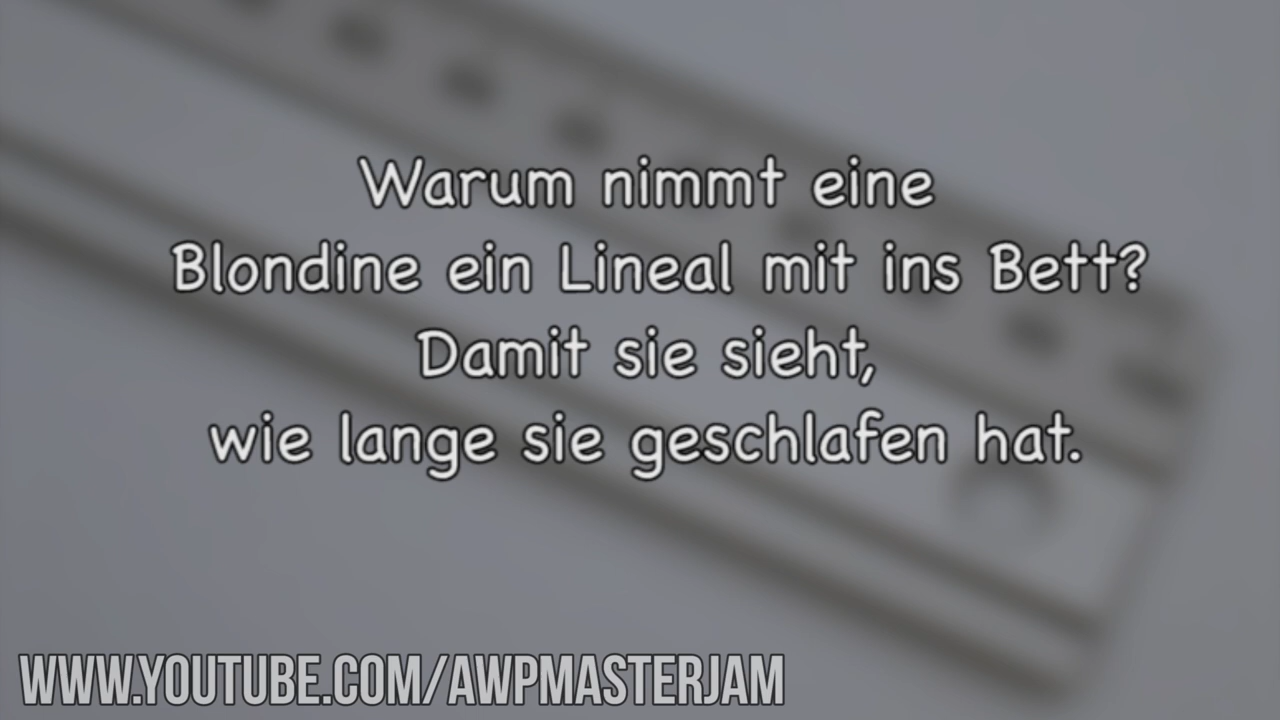 Warum nimmt eine
Blondine ein Lineal mit ins Bett?
Damit sie sieht,
wie lange sie geschlafen hat.
WWW.YOUTUBE.COM/AWPMASTERJAM